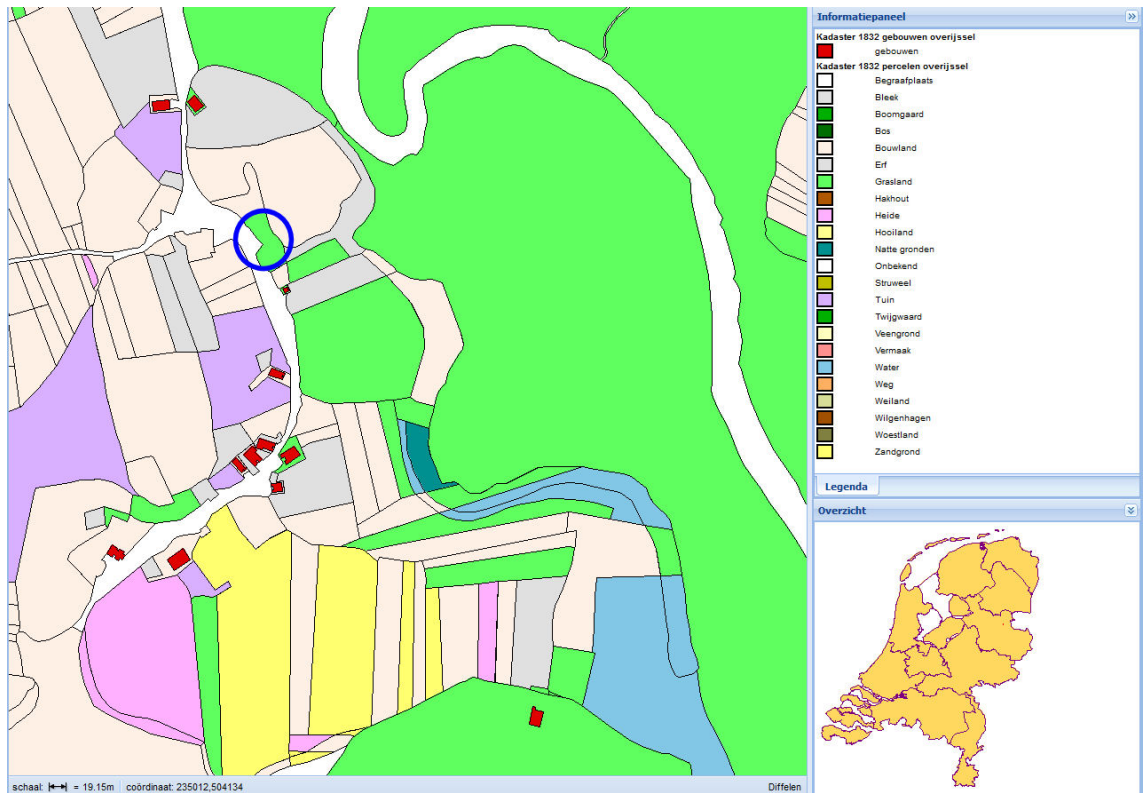 Informatiepaneel
Kadaster 1832 gebouwen overijssel
gebouwen
Kadaster 1832 percelen overijssel
Begraafplaats
Bleek
Boomgaard
Bos
Bouwland
Erf
Grasland
Hakhout
Heide
Hooiland
Natte gronden
Onbekend
Struweel
Tuin
Twijgwaard
Veengrond
Vermaak
Water
Weg
Weiland
Wilgenhagen
Woestland
Zandgrond
Legenda
Overzicht
schaal: = 19.15m coördinaat: 235012,504134 Diffelen